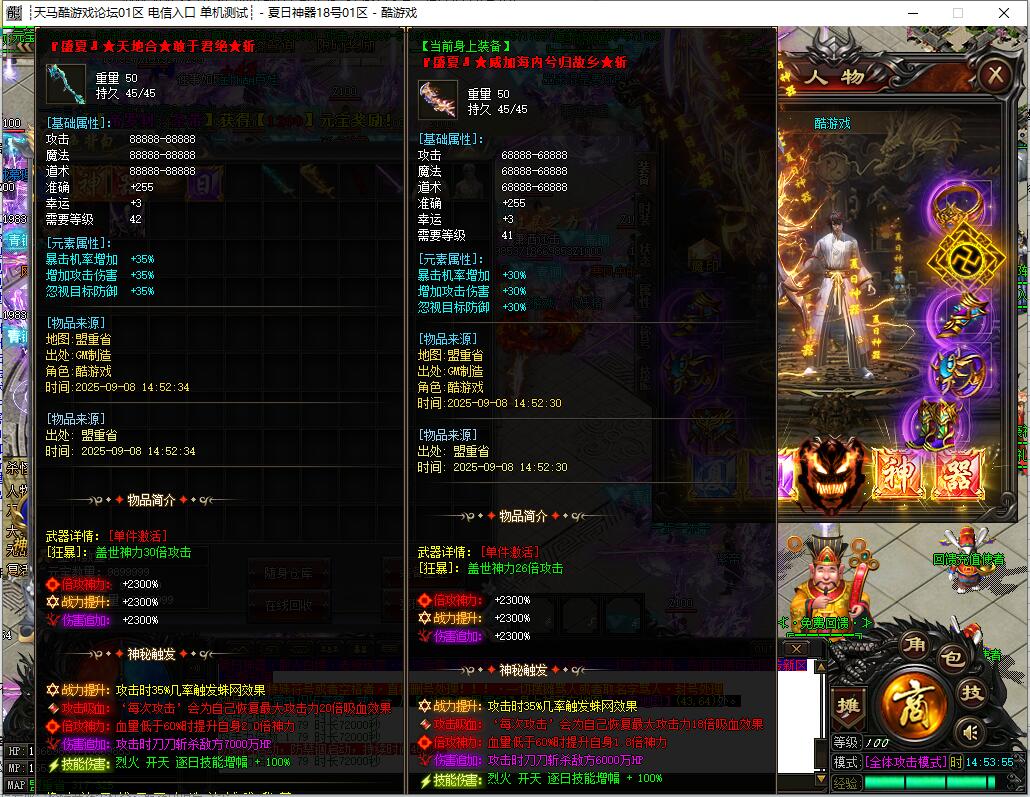 天马酷游戏论坛01区 电信入口 单机测试 - 夏日神器18号01区 - 酷游戏
『盛夏』★天地合★敢于君绝★斩
重量 50
持久 45/45
[基础属性]:
攻击 88888-88888
魔法 88888-88888
道术 88888-88888
准确 +255
幸运 +3
需要等级 42
[元素属性]:
暴击机率增加 +35%
增加攻击伤害 +35%
忽视目标防御 +35%
[物品来源]
地图:盟重省
出处:GM制造
角色:酷游戏
时间:2025-09-08 14:52:34
[物品来源]
出处: 盟重省
时间: 2025-09-08 14:52:34
物品简介
武器详情: [单件激活]
[狂暴]: 盖世神力30倍攻击
倍攻神力: +2300%
战力提升: +2300%
伤害追加: +2300%
神秘触发
战力提升: 攻击时35%几率触发蛛网效果
攻击吸血: ‘每次攻击’会为自己恢复最大攻击力20倍吸血效果
倍攻神力: 血量低于60%时提升自身2.0倍神力
伤害追加: 攻击时刀刀斩杀敌方7000万HP
技能伤害: 烈火 开天 逐日技能增幅 + 100%
【当前身上装备】
『盛夏』★威加海内兮归故乡★斩
重量 50
持久 45/45
[基础属性]:
攻击 68888-68888
魔法 68888-68888
道术 68888-68888
准确 +255
幸运 +3
需要等级 41
[元素属性]:
暴击机率增加 +30%
增加攻击伤害 +30%
忽视目标防御 +30%
[物品来源]
地图:盟重省
出处:GM制造
角色:酷游戏
时间:2025-09-08 14:52:30
[物品来源]
出处: 盟重省
时间: 2025-09-08 14:52:30
物品简介
武器详情: [单件激活]
[狂暴]: 盖世神力26倍攻击
倍攻神力: +2300%
战力提升: +2300%
伤害追加: +2300%
神秘触发
战力提升: 攻击时35%几率触发蛛网效果
攻击吸血: ‘每次攻击’会为自己恢复最大攻击力18倍吸血效果
倍攻神力: 血量低于60%时提升自身1.8倍神力
伤害追加: 攻击时刀刀斩杀敌方6000万HP
技能伤害: 烈火 开天 逐日技能增幅 + 100%
人物
X
酷游戏
神
器
回馈充值使者
免费回馈
角
包
技
商
摊
等级 100
模式[全体攻击模式]时 14:53:55
经验
HP:
MP:
MAP